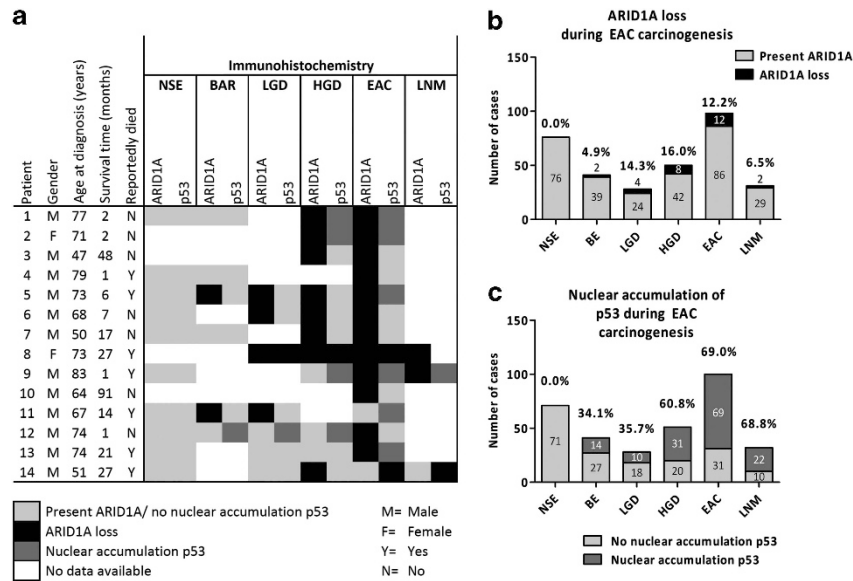 a
Immunohistochemistry
NSE BAR LGD HGD EAC LNM
Patient Gender Age at diagnosis (years) Survival time (months) Reportedly died ARID1A p53 ARID1A p53 ARID1A p53 ARID1A p53 ARID1A p53 ARID1A p53
1 M 77 2 N
2 F 71 2 N
3 M 47 48 N
4 M 79 1 Y
5 M 73 6 Y
6 M 68 7 N
7 M 50 17 N
8 F 73 27 Y
9 M 83 1 Y
10 M 64 91 N
11 M 67 14 Y
12 M 74 1 N
13 M 74 21 Y
14 M 51 27 Y
Present ARID1A/ no nuclear accumulation p53
ARID1A loss
Nuclear accumulation p53
No data available
M= Male
F= Female
Y= Yes
N= No
b
ARID1A loss
during EAC carcinogenesis
Present ARID1A
ARID1A loss
Number of cases
150
100
50
0
0.0% 4.9% 14.3% 16.0% 12.2% 6.5%
2 4 8 12 2
76 39 24 42 86 29
NSE BE LGD HGD EAC LNM
c
Nuclear accumulation of
p53 during EAC
carcinogenesis
Number of cases
150
100
50
0
0.0% 34.1% 35.7% 60.8% 69.0% 68.8%
14 10 31 69 22
71 27 18 20 31 10
NSE BE LGD HGD EAC LNM
No nuclear accumulation p53
Nuclear accumulation p53